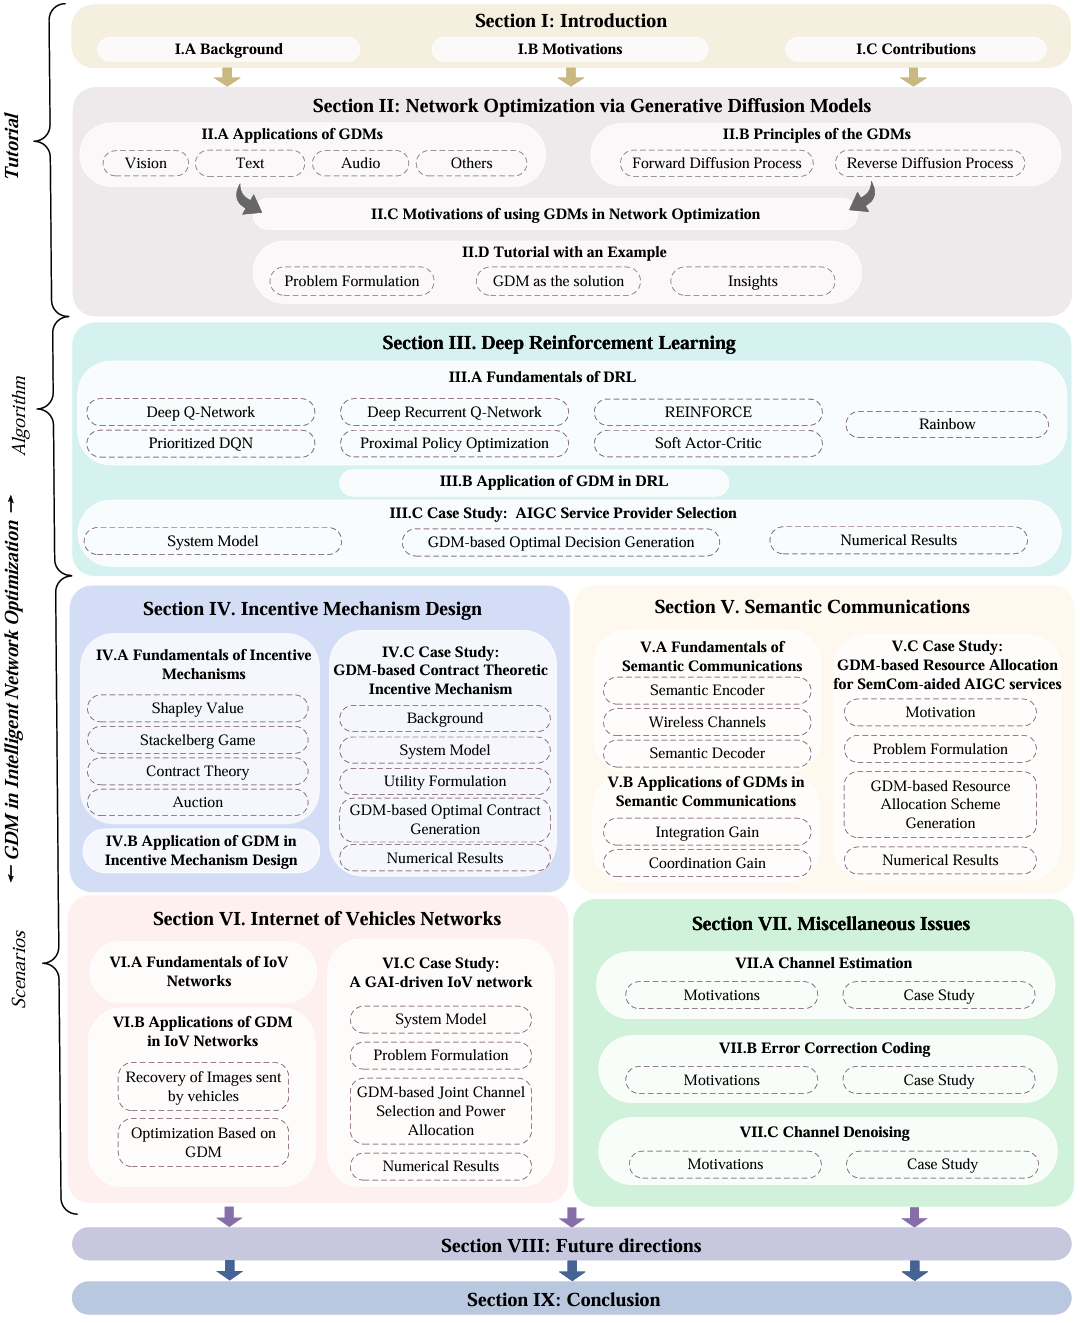 Section I: Introduction
I.A Background
I.B Motivations
I.C Contributions
Tutorial
Section II: Network Optimization via Generative Diffusion Models
II.A Applications of GDMs
Vision
Text
Audio
Others
II.B Principles of the GDMs
Forward Diffusion Process
Reverse Diffusion Process
II.C Motivations of using GDMs in Network Optimization
II.D Tutorial with an Example
Problem Formulation
GDM as the solution
Insights
Algorithm
Section III. Deep Reinforcement Learning
III.A Fundamentals of DRL
Deep Q-Network
Deep Recurrent Q-Network
REINFORCE
Rainbow
Prioritized DQN
Proximal Policy Optimization
Soft Actor-Critic
III.B Application of GDM in DRL
III.C Case Study: AIGC Service Provider Selection
System Model
GDM-based Optimal Decision Generation
Numerical Results
← GDM in Intelligent Network Optimization →
Scenarios
Section IV. Incentive Mechanism Design
IV.A Fundamentals of Incentive
Mechanisms
Shapley Value
Stackelberg Game
Contract Theory
Auction
IV.B Application of GDM in
Incentive Mechanism Design
IV.C Case Study:
GDM-based Contract Theoretic
Incentive Mechanism
Background
System Model
Utility Formulation
GDM-based Optimal Contract
Generation
Numerical Results
Section V. Semantic Communications
V.A Fundamentals of
Semantic Communications
Semantic Encoder
Wireless Channels
Semantic Decoder
V.B Applications of GDMs in
Semantic Communications
Integration Gain
Coordination Gain
V.C Case Study:
GDM-based Resource Allocation
for SemCom-aided AIGC services
Motivation
Problem Formulation
GDM-based Resource
Allocation Scheme
Generation
Numerical Results
Section VI. Internet of Vehicles Networks
VI.A Fundamentals of IoV
Networks
VI.B Applications of GDM
in IoV Networks
Recovery of Images sent
by vehicles
Optimization Based on
GDM
VI.C Case Study:
A GAI-driven IoV network
System Model
Problem Formulation
GDM-based Joint Channel
Selection and Power
Allocation
Numerical Results
Section VII. Miscellaneous Issues
VII.A Channel Estimation
Motivations
Case Study
VII.B Error Correction Coding
Motivations
Case Study
VII.C Channel Denoising
Motivations
Case Study
Section VIII: Future directions
Section IX: Conclusion